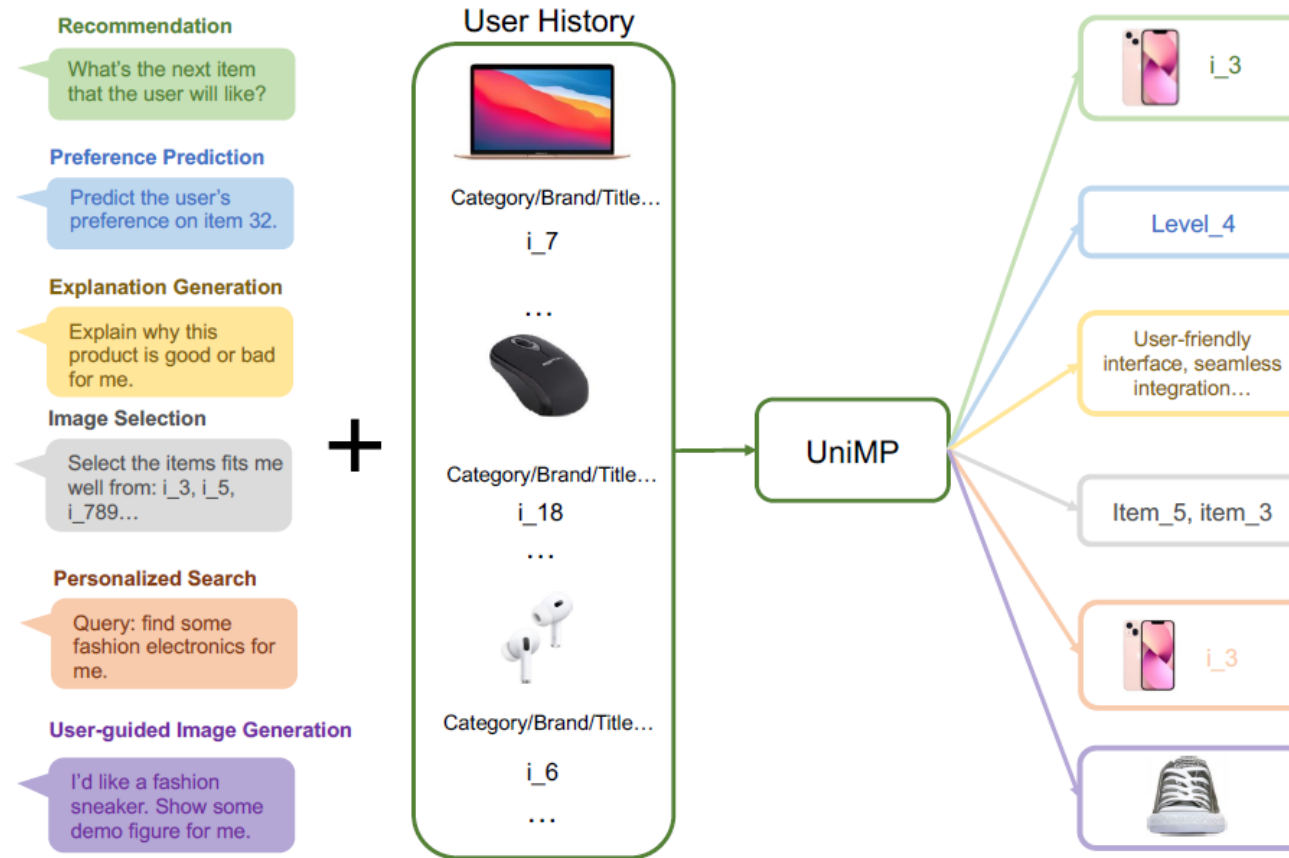 Recommendation
What's the next item
that the user will like?
Preference Prediction
Predict the user's
preference on item 32.
Explanation Generation
Explain why this
product is good or bad
for me.
Image Selection
Select the items fits me
well from: i_3, i_5,
i_789…
Personalized Search
Query: find some
fashion electronics for
me.
User-guided Image Generation
I'd like a fashion
sneaker. Show some
demo figure for me.
+
User History
Category/Brand/Title…
i_7
…
Category/Brand/Title…
i_18
…
Category/Brand/Title…
i_6
…
UniMP
i_3
Level_4
User-friendly
interface, seamless
integration…
Item_5, item_3
i_3